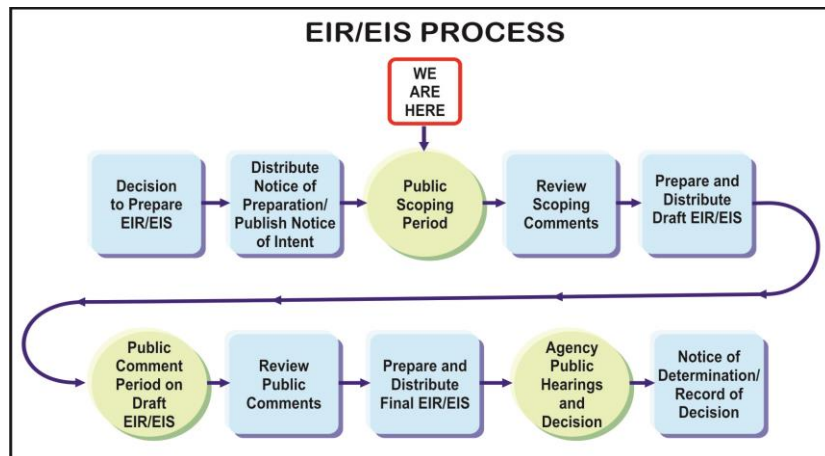 EIR/EIS PROCESS
WE
ARE
HERE
Decision
to Prepare
EIR/EIS
Distribute
Notice of
Preparation/
Publish Notice
of Intent
Public
Scoping
Period
Review
Scoping
Comments
Prepare and
Distribute
Draft EIR/EIS
Public
Comment
Period on
Draft
EIR/EIS
Review
Public
Comments
Prepare and
Distribute
Final EIR/EIS
Agency
Public
Hearings
and
Decision
Notice of
Determination/
Record of
Decision